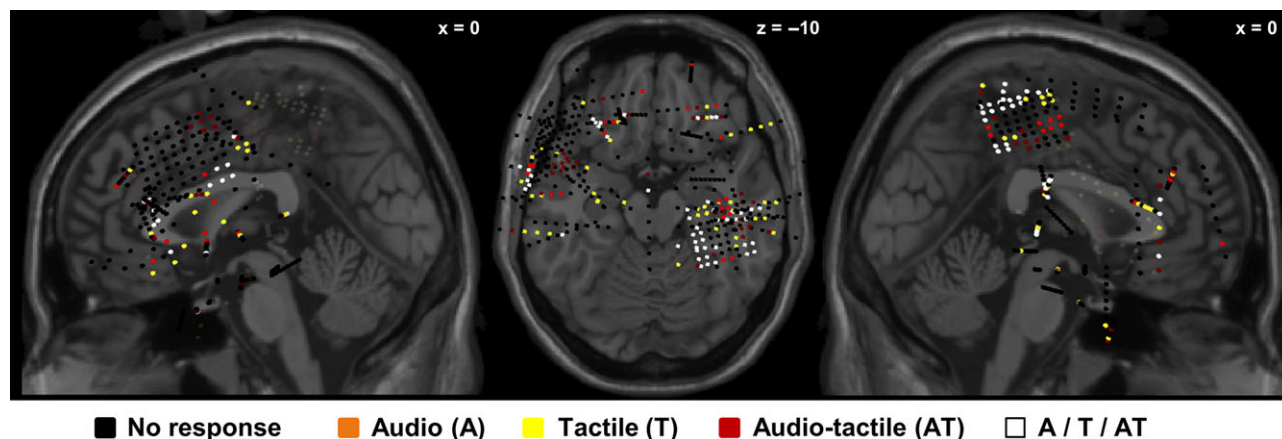 x = 0
z = –10
x = 0
No response
Audio (A)
Tactile (T)
Audio-tactile (AT)
A / T / AT